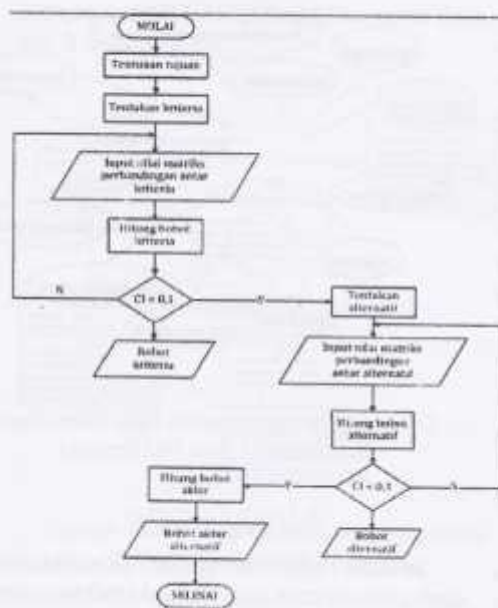 MULAI
Tentukan tujuan
Tentukan kriteria
Input nilai matriks
perbandingan antar
kriteria
Hitung bobot
kriteria
N
CI < 0,1
Y
Bobot
kriteria
Tentukan
alternatif
Input nilai matriks
perbandingan
antar alternatif
Hitung bobot
alternatif
CI < 0,1
N
Y
Bobot
alternatif
Hitung bobot
akhir
Bobot akhir
alternatif
SELESAI